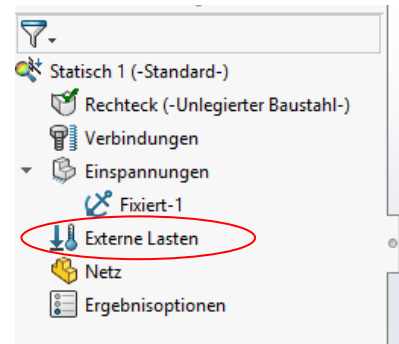 Statisch 1 (-Standard-)
Rechteck (-Unlegierter Baustahl-)
Verbindungen
Einspannungen
Fixiert-1
Externe Lasten
Netz
Ergebnisoptionen